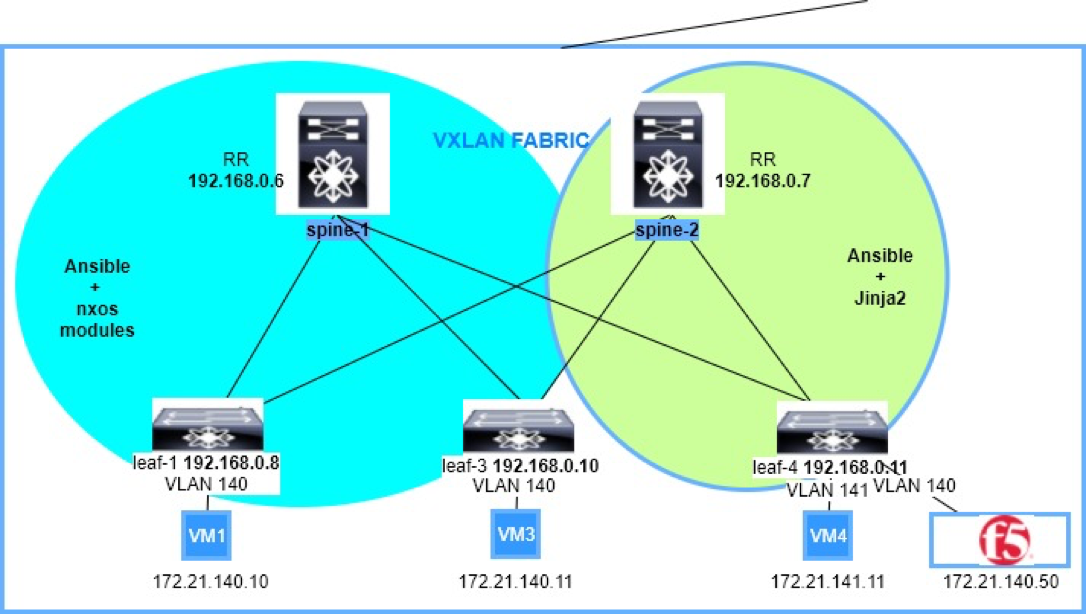 VXLAN FABRIC
RR
192.168.0.6
RR
192.168.0.7
spine-1
spine-2
Ansible
+
nxos
modules
Ansible
+
Jinja2
leaf-1 192.168.0.8
VLAN 140
leaf-3 192.168.0.10
VLAN 140
leaf-4 192.168.0.11
VLAN 141
VLAN 140
VM1
VM3
VM4
f5
172.21.140.10
172.21.140.11
172.21.141.11
172.21.140.50